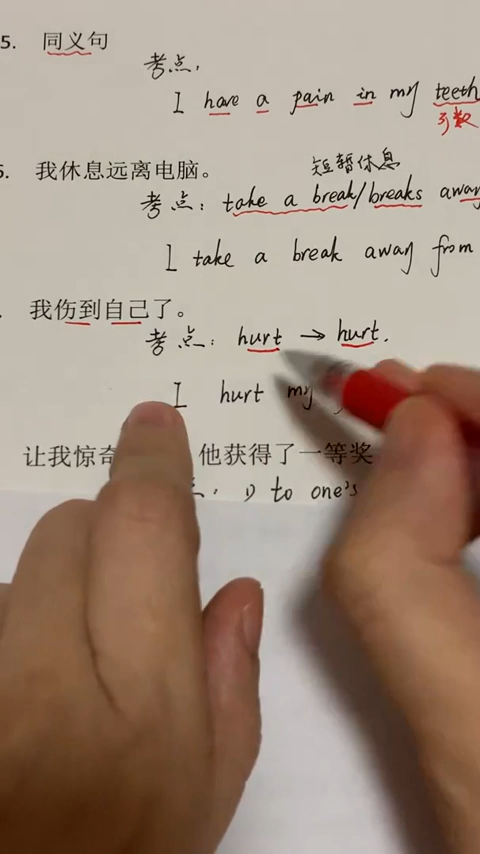 5. 同义句
考点,
I have a pain in my teeth
习数
短暂休息
6. 我休息远离电脑。
考点: take a break/breaks away
I take a break away from
我伤到自己了。
考点: hurt → hurt.
I hurt my
让我惊奇 他获得了一等奖
1) to one's